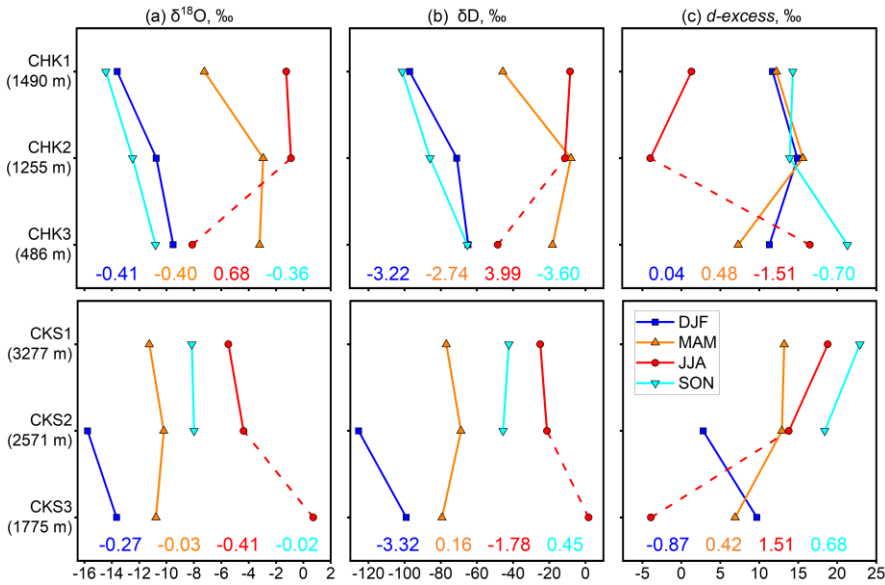 (a) δ¹⁸O, ‰ (b) δD, ‰ (c) d-excess, ‰
CHK1
(1490 m)
CHK2
(1255 m)
CHK3
(486 m)
-0.41 -0.40 0.68 -0.36 -3.22 -2.74 3.99 -3.60 0.04 0.48 -1.51 -0.70
CKS1
(3277 m)
DJF
MAM
JJA
SON
CKS2
(2571 m)
CKS3
(1775 m)
-0.27 -0.03 -0.41 -0.02 -3.32 0.16 -1.78 0.45 -0.87 0.42 1.51 0.68
-16 -14 -12 -10 -8 -6 -4 -2 0 2 -120 -100 -80 -60 -40 -20 0 -5 0 5 10 15 20 25